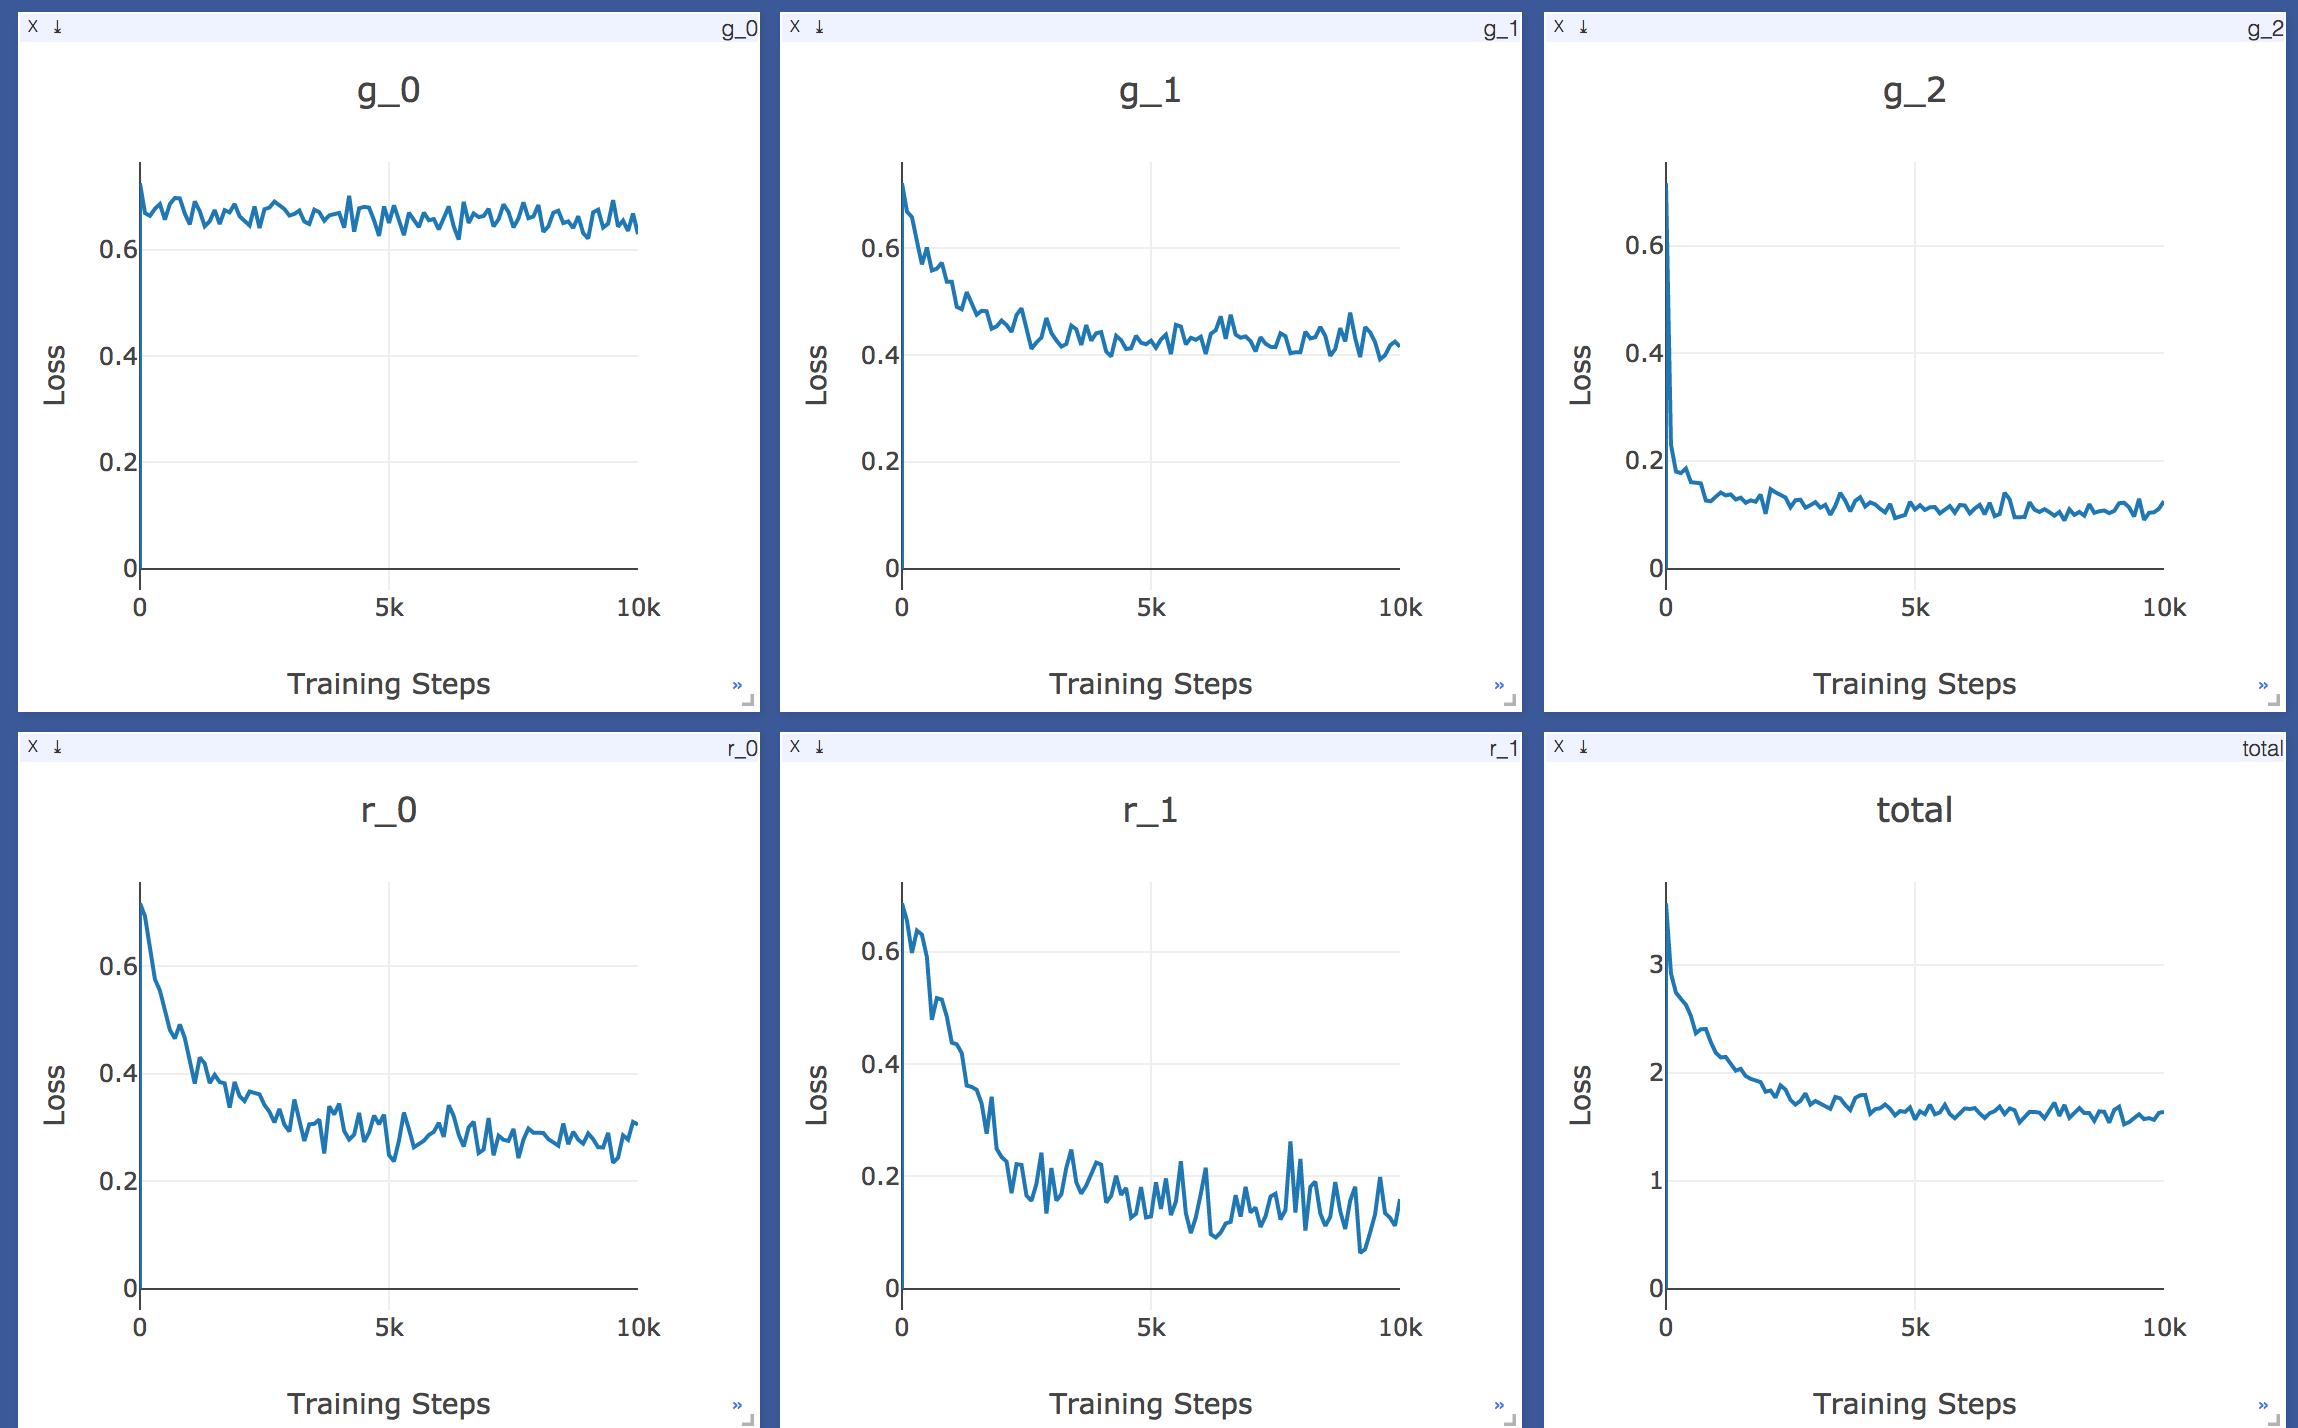 X ⤓ g_0
g_0
0.6
0.4
0.2
0
0 5k 10k
Loss
Training Steps
»
X ⤓ g_1
g_1
0.6
0.4
0.2
0
0 5k 10k
Loss
Training Steps
»
X ⤓ g_2
g_2
0.6
0.4
0.2
0
0 5k 10k
Loss
Training Steps
»
X ⤓ r_0
r_0
0.6
0.4
0.2
0
0 5k 10k
Loss
Training Steps
»
X ⤓ r_1
r_1
0.6
0.4
0.2
0
0 5k 10k
Loss
Training Steps
»
X ⤓ total
total
3
2
1
0
0 5k 10k
Loss
Training Steps
»